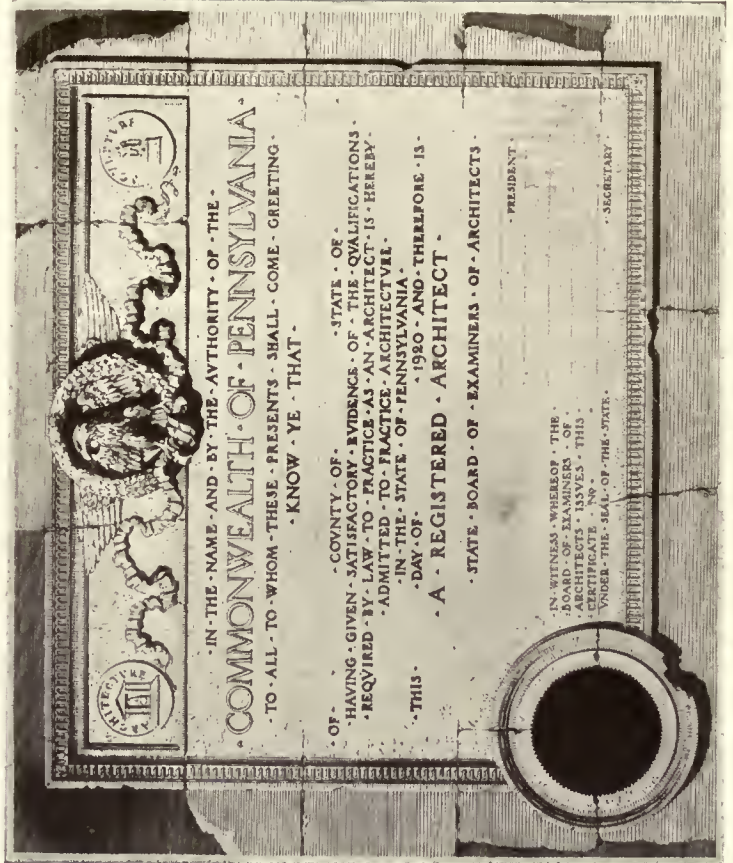 ARCHITECTVRE
· IN · THE · NAME · AND · BY · THE · AVTHORITY · OF · THE ·
· COMMONWEALTH · OF · PENNSYLVANIA ·
· TO · ALL · TO · WHOM · THESE · PRESENTS · SHALL · COME · GREETING ·
· KNOW · YE · THAT ·
· OF · · COVNTY · OF · · STATE · OF ·
· HAVING · GIVEN · SATISFACTORY · EVIDENCE · OF · THE · QVALIFICATIONS ·
· REQVIRED · BY · LAW · TO · PRACTICE · AS · AN · ARCHITECT · IS · HEREBY ·
· ADMITTED · TO · PRACTICE · ARCHITECTVRE ·
· IN · THE · STATE · OF · PENNSYLVANIA ·
· THIS · · DAY · OF · · 1920 · AND · THEREFORE · IS ·
· A · REGISTERED · ARCHITECT ·
· STATE · BOARD · OF · EXAMINERS · OF · ARCHITECTS ·
· PRESIDENT ·
IN · WITNESS · WHEREOF · THE
· BOARD · OF · EXAMINERS · OF ·
ARCHITECTS · ISSVES · THIS ·
· CERTIFICATE · NO ·
VNDER · THE · SEAL · OF · THE · STATE ·
· SECRETARY ·